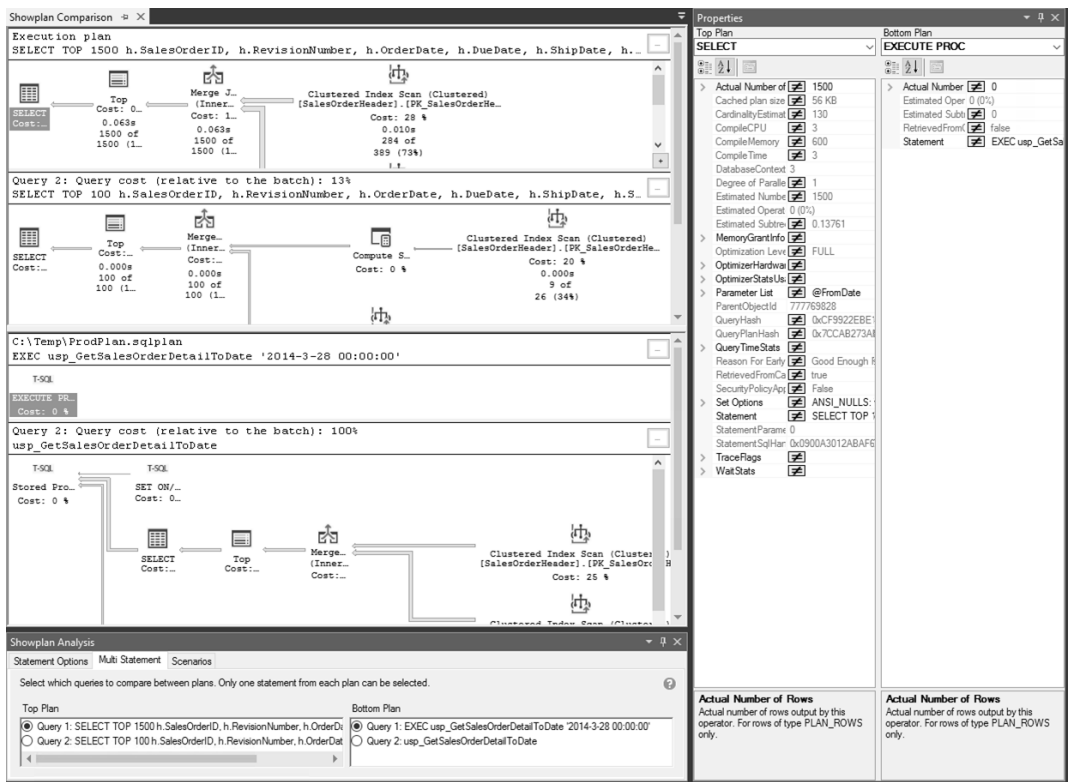 Showplan Comparison
Execution plan
SELECT TOP 1500 h.SalesOrderID, h.RevisionNumber, h.OrderDate, h.DueDate, h.ShipDate, h...
SELECT
Cost:…
Top
Cost: 0…
0.063s
1500 of
1500 (1…
Merge J…
(Inner…
Cost: 1…
0.063s
1500 of
1500 (1…
Clustered Index Scan (Clustered)
[SalesOrderHeader].[PK_SalesOrderHe…
Cost: 28 %
0.010s
284 of
389 (73%)
Query 2: Query cost (relative to the batch): 13%
SELECT TOP 100 h.SalesOrderID, h.RevisionNumber, h.OrderDate, h.DueDate, h.ShipDate, h.S…
SELECT
Cost:…
Top
Cost:…
0.000s
100 of
100 (1…
Merge…
(Inner…
Cost:…
0.000s
100 of
100 (1…
Compute S…
Cost: 0 %
Clustered Index Scan (Clustered)
[SalesOrderHeader].[PK_SalesOrderHe…
Cost: 20 %
0.000s
9 of
26 (34%)
C:\Temp\ProdPlan.sqlplan
EXEC usp_GetSalesOrderDetailToDate '2014-3-28 00:00:00'
T-SQL
EXECUTE PR…
Cost: 0 %
Query 2: Query cost (relative to the batch): 100%
usp_GetSalesOrderDetailToDate
T-SQL
Stored Pro…
Cost: 0 %
T-SQL
SET ON/…
Cost: 0…
SELECT
Cost:…
Top
Cost:…
Merge…
(Inner…
Cost:…
Clustered Index Scan (Cluster
[SalesOrderHeader].[PK_SalesOrd
Cost: 25 %
Clustered Index Scan (Cluster
Showplan Analysis
Statement Options Multi Statement Scenarios
Select which queries to compare between plans. Only one statement from each plan can be selected.
Top Plan
Query 1: SELECT TOP 1500 h.SalesOrderID, h.RevisionNumber, h.OrderDa
Query 2: SELECT TOP 100 h.SalesOrderID, h.RevisionNumber, h.OrderDat
Bottom Plan
Query 1: EXEC usp_GetSalesOrderDetailToDate '2014-3-28 00:00:00'
Query 2: usp_GetSalesOrderDetailToDate
Properties
Top Plan
SELECT
Actual Number of 1500
Cached plan size 56 KB
CardinalityEstimat 130
CompileCPU 3
CompileMemory 600
CompileTime 3
DatabaseContext 3
Degree of Paralle 1
Estimated Numbe 1500
Estimated Operat 0 (0%)
Estimated Subtre 0.13761
MemoryGrantInfo
Optimization Leve FULL
OptimizerHardwa
OptimizerStatsUs
Parameter List @FromDate
ParentObjectId 777769828
QueryHash 0xCF9922EBE
QueryPlanHash 0x7CCAB273A
QueryTimeStats
Reason For Early Good Enough
RetrievedFromCa true
SecurityPolicyApp False
Set Options ANSI_NULLS:
Statement SELECT TOP
StatementParame 0
StatementSqlHan 0x0900A3012ABAF6
TraceFlags
WaitStats
Actual Number of Rows
Actual number of rows output by this
operator. For rows of type PLAN_ROWS
only.
Bottom Plan
EXECUTE PROC
Actual Number 0
Estimated Oper 0 (0%)
Estimated Subt 0
RetrievedFrom false
Statement EXEC usp_GetSa
Actual Number of Rows
Actual number of rows output by this
operator. For rows of type PLAN_ROWS
only.